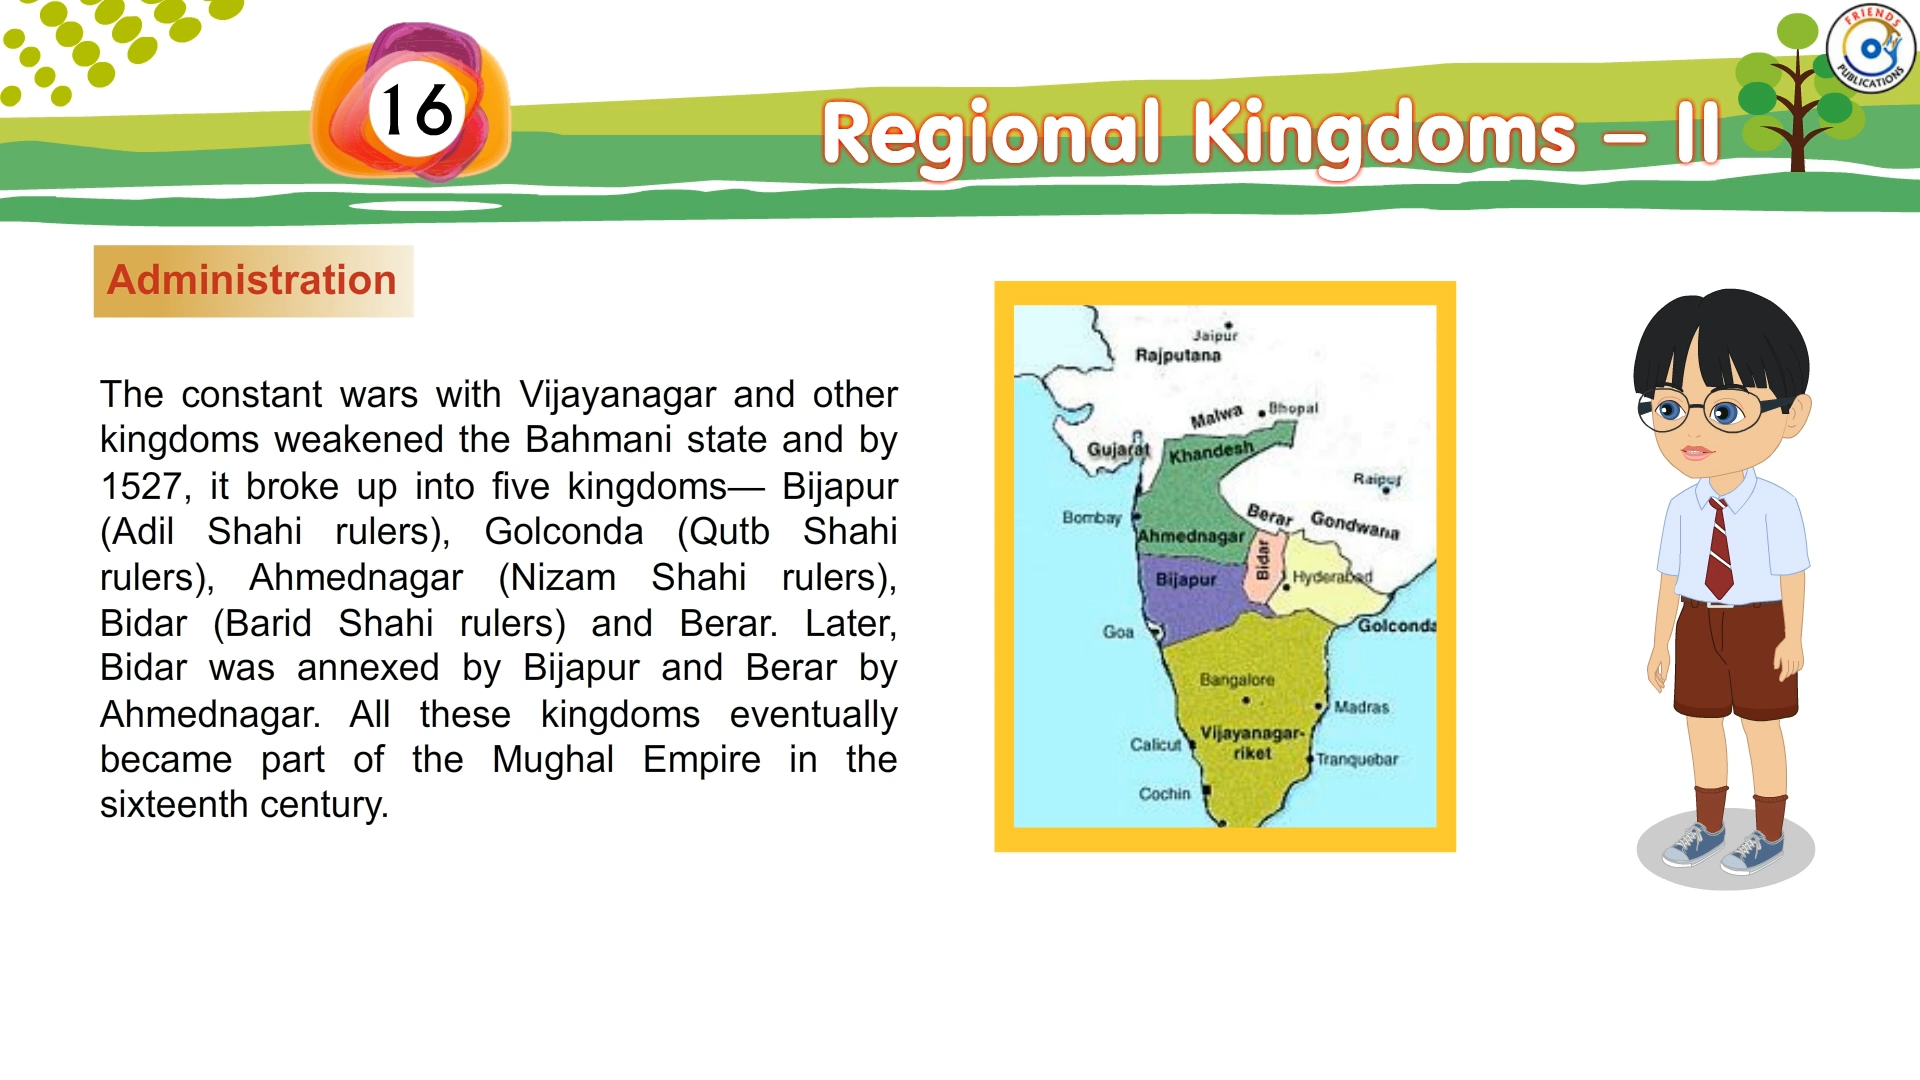 16
Regional Kingdoms – II
FRIENDS
PUBLICATIONS
Administration
The constant wars with Vijayanagar and other
kingdoms weakened the Bahmani state and by
1527, it broke up into five kingdoms— Bijapur
(Adil Shahi rulers), Golconda (Qutb Shahi
rulers), Ahmednagar (Nizam Shahi rulers),
Bidar (Barid Shahi rulers) and Berar. Later,
Bidar was annexed by Bijapur and Berar by
Ahmednagar. All these kingdoms eventually
became part of the Mughal Empire in the
sixteenth century.
Jaipur
Rajputana
Malwa
Bhopal
Gujarat
Khandesh
Raipur
Bombay
Berar
Gondwana
Ahmednagar
Bidar
Bijapur
Hyderabad
Goa
Golconda
Bangalore
Madras
Vijayanagar-
riket
Calicut
Tranquebar
Cochin